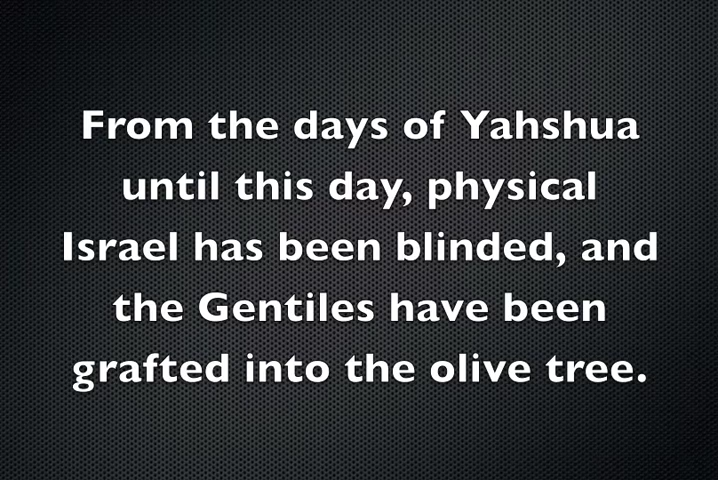 From the days of Yahshua
until this day, physical
Israel has been blinded, and
the Gentiles have been
grafted into the olive tree.